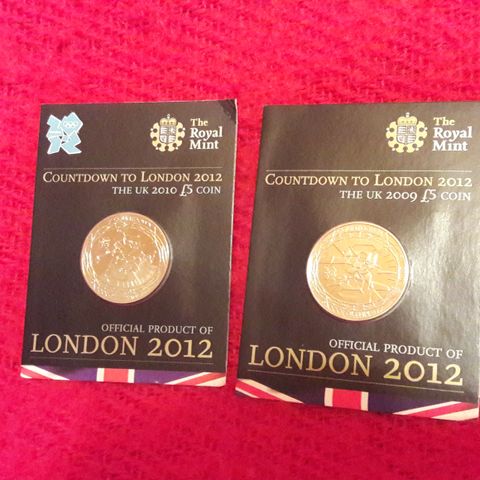 The
Royal
Mint
COUNTDOWN TO LONDON 2012
THE UK 2010 £5 COIN
OFFICIAL PRODUCT OF
LONDON 2012
The
Royal
Mint
COUNTDOWN TO LONDON 2012
THE UK 2009 £5 COIN
OFFICIAL PRODUCT OF
LONDON 2012